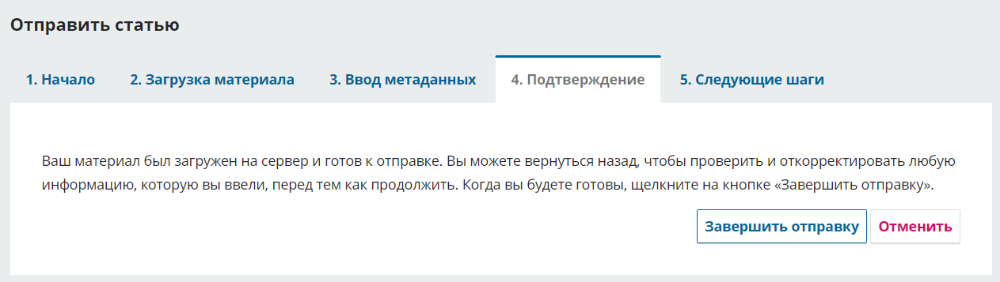 Отправить статью
1. Начало 2. Загрузка материала 3. Ввод метаданных 4. Подтверждение 5. Следующие шаги
Ваш материал был загружен на сервер и готов к отправке. Вы можете вернуться назад, чтобы проверить и откорректировать любую
информацию, которую вы ввели, перед тем как продолжить. Когда вы будете готовы, щелкните на кнопке «Завершить отправку».
Завершить отправку Отменить